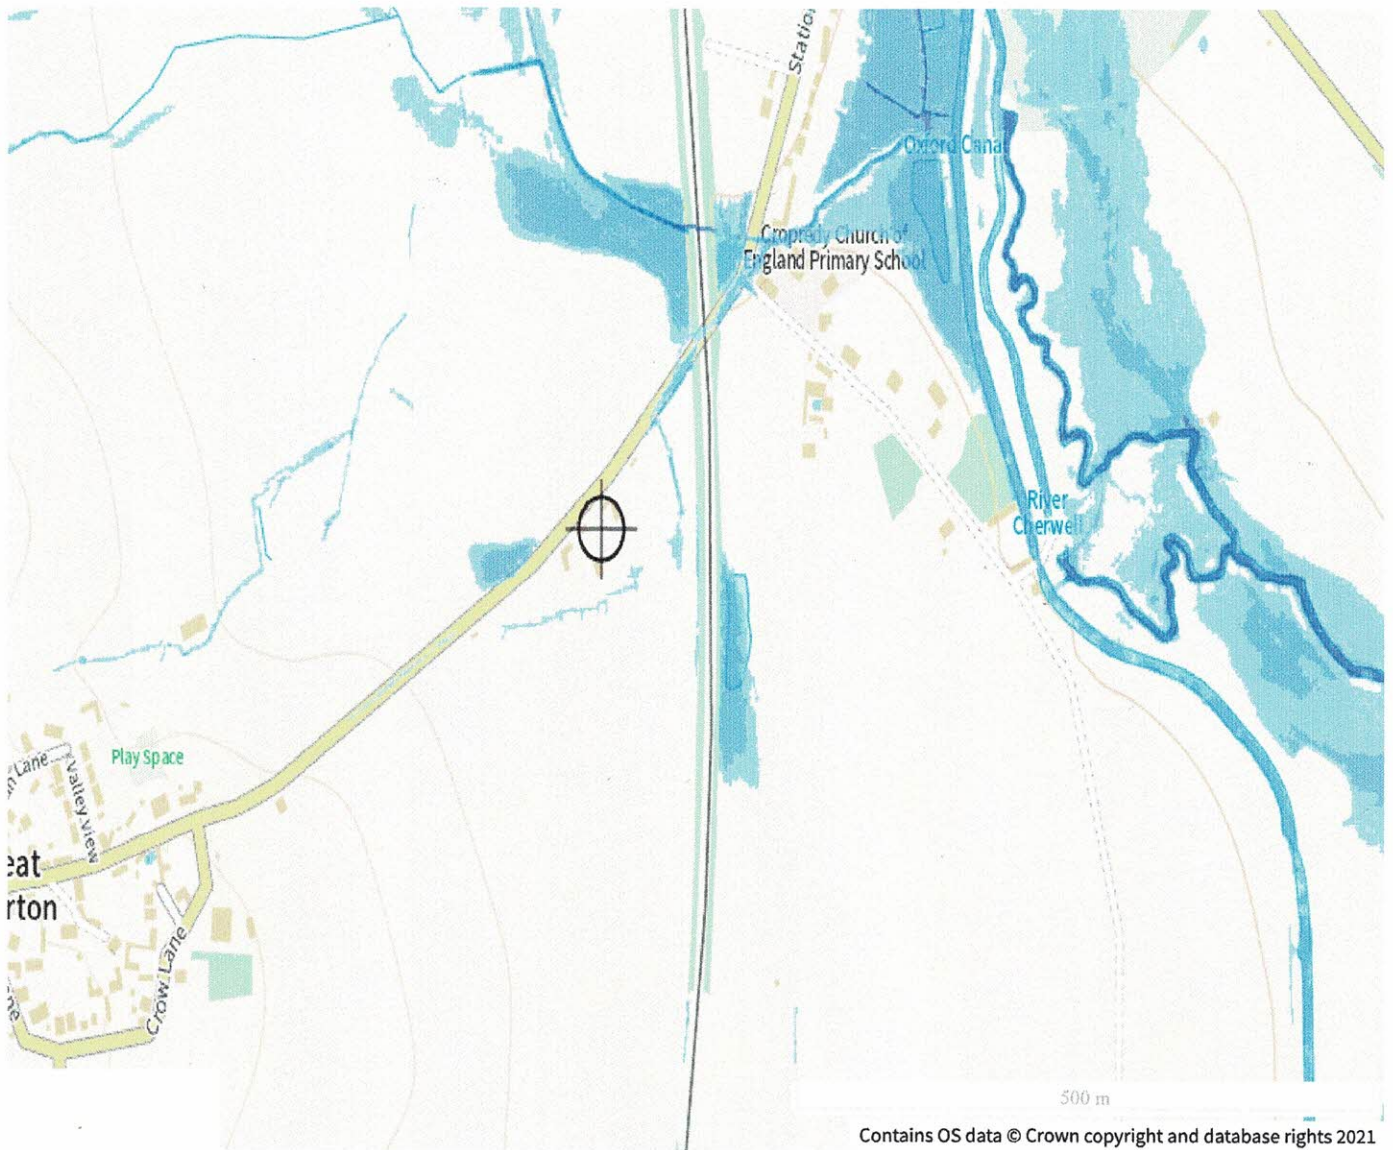 Station
Oxford Canal
Cropredy Church of
England Primary School
River
Cherwell
Play Space
Lane
Valley View
eat
rton
Crow Lane
ne
500 m
Contains OS data © Crown copyright and database rights 2021